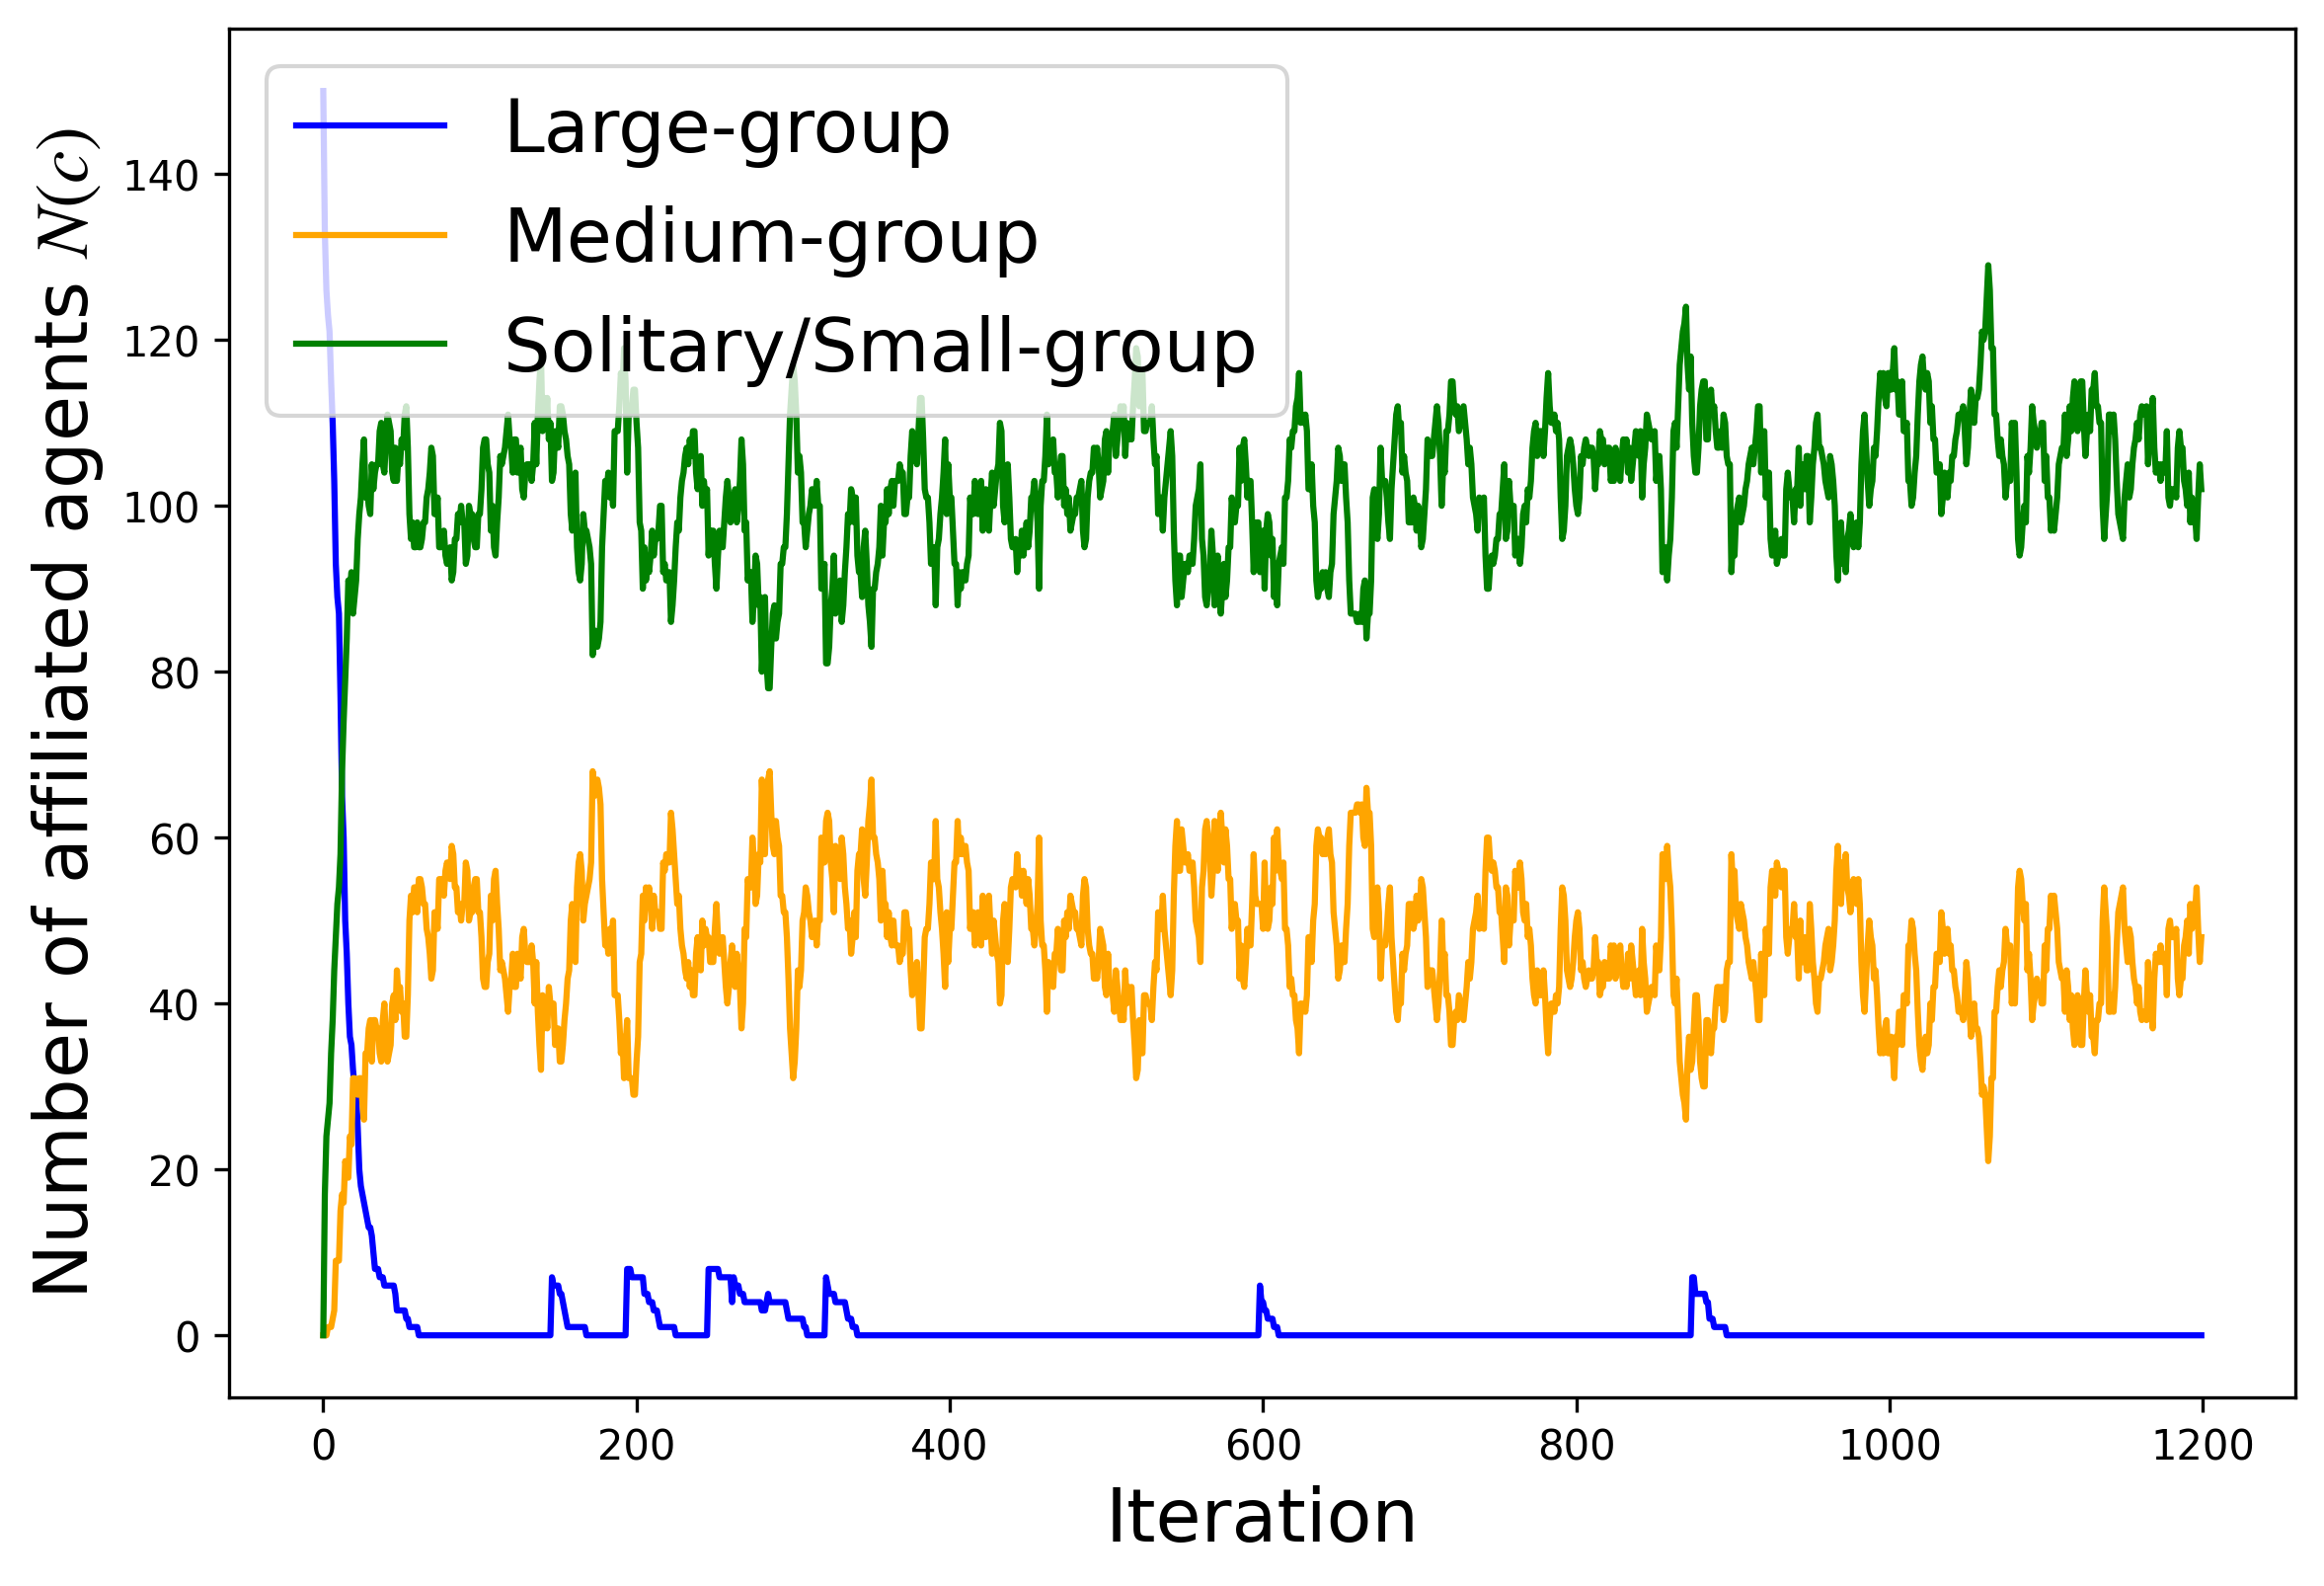 Large-group
Medium-group
Solitary/Small-group
Number of affiliated agents N(c)
140
120
100
80
60
40
20
0
0 200 400 600 800 1000 1200
Iteration